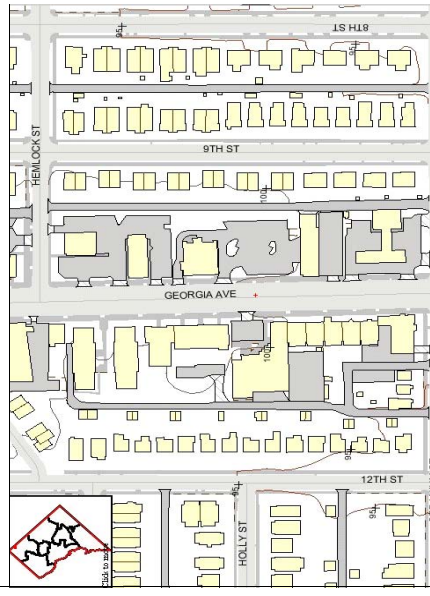 8TH ST
95
95
HEMLOCK ST
9TH ST
100
GEORGIA AVE
100
95
12TH ST
95
95
HOLLY ST
Click to